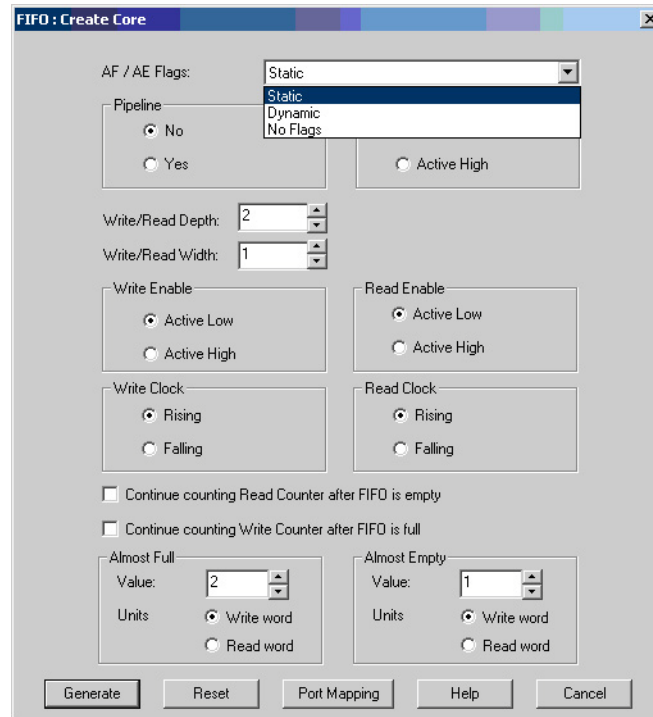 FIFO : Create Core
AF / AE Flags: Static
Static
Dynamic
No Flags
Pipeline
No
Yes
Active High
Write/Read Depth: 2
Write/Read Width: 1
Write Enable
Active Low
Active High
Read Enable
Active Low
Active High
Write Clock
Rising
Falling
Read Clock
Rising
Falling
Continue counting Read Counter after FIFO is empty
Continue counting Write Counter after FIFO is full
Almost Full
Value: 2
Units Write word
Read word
Almost Empty
Value: 1
Units Write word
Read word
Generate Reset Port Mapping Help Cancel